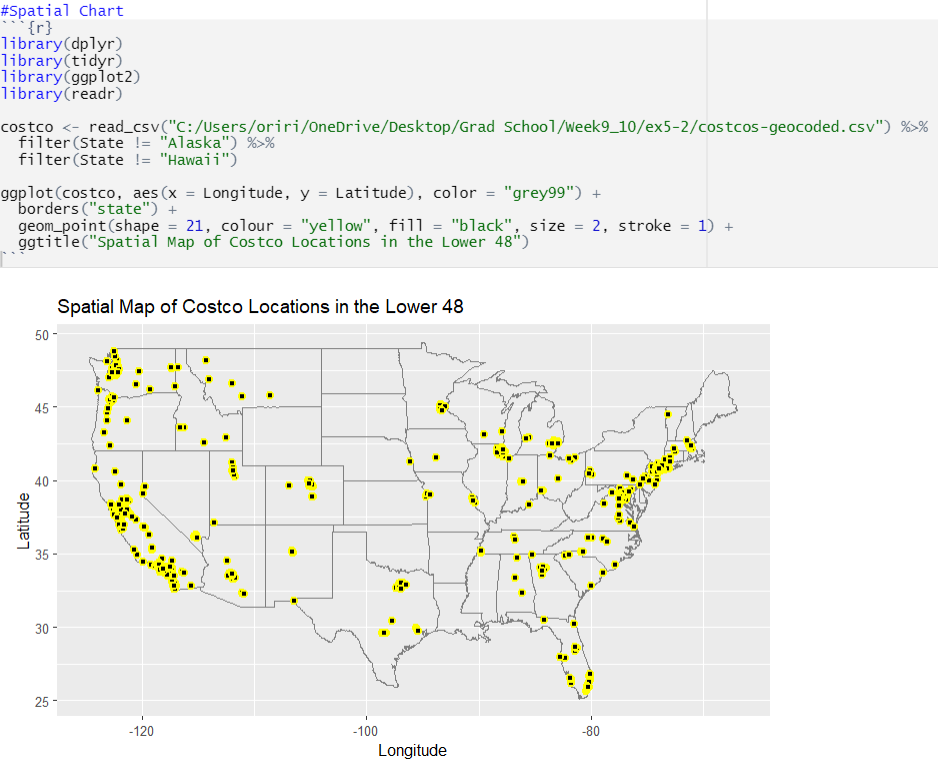 #Spatial Chart
```{r}
library(dplyr)
library(tidyr)
library(ggplot2)
library(readr)
costco <- read_csv("C:/Users/oriri/OneDrive/Desktop/Grad School/Week9_10/ex5-2/costcos-geocoded.csv") %>%
filter(State != "Alaska") %>%
filter(State != "Hawaii")
ggplot(costco, aes(x = Longitude, y = Latitude), color = "grey99") +
borders("state") +
geom_point(shape = 21, colour = "yellow", fill = "black", size = 2, stroke = 1) +
ggtitle("Spatial Map of Costco Locations in the Lower 48")
```
Spatial Map of Costco Locations in the Lower 48
50
45
40
35
30
25
Latitude
-120
-100
-80
Longitude